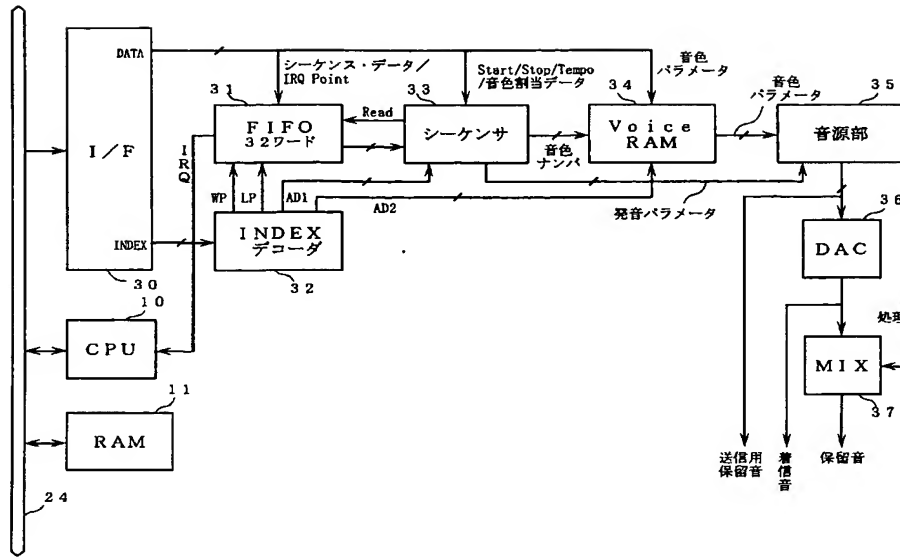 DATA
シーケンス・データ/
IRQ Point
Start/Stop/Tempo
/音色割当データ
音色
パラメータ
31
33
34
音色
パラメータ
35
I/F
FIFO
32ワード
Read
シーケンサ
Voice
RAM
音源部
IRQ
音色
ナンバ
WP
LP
AD1
AD2
発音パラメータ
INDEX
INDEX
デコーダ
36
DAC
30
32
10
CPU
処理
MIX
11
37
RAM
送信用
保留音
着信音
保留音
24